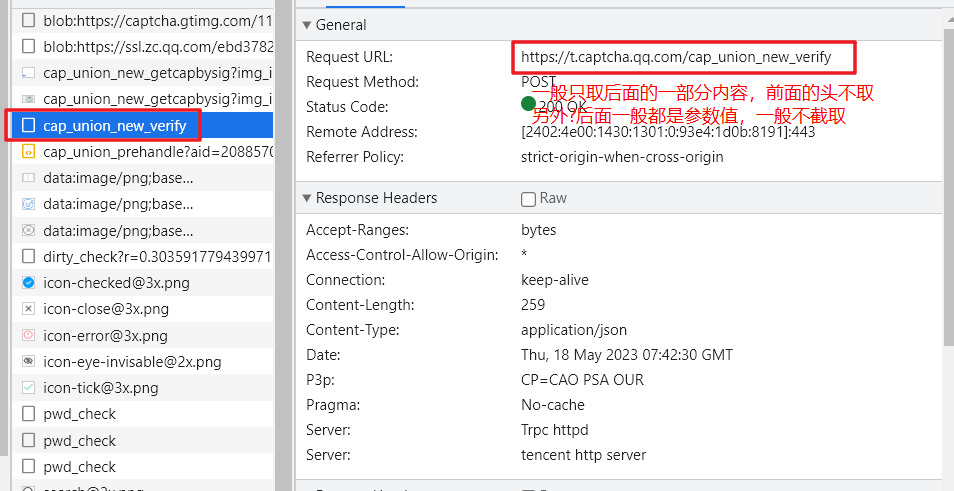 blob:https://captcha.gtimg.com/11
blob:https://ssl.zc.qq.com/ebd3782
cap_union_new_getcapbysig?img_i
cap_union_new_getcapbysig?img_i
cap_union_new_verify
cap_union_prehandle?aid=2088570
data:image/png;base...
data:image/png;base...
data:image/png;base...
dirty_check?r=0.303591779439971
icon-checked@3x.png
icon-close@3x.png
icon-error@3x.png
icon-eye-invisable@2x.png
icon-tick@3x.png
pwd_check
pwd_check
pwd_check
General
Request URL: https://t.captcha.qq.com/cap_union_new_verify
Request Method: POST
一般只取后面的一部分内容，前面的头不取
Status Code: 200 OK
另外?后面一般都是参数值，一般不截取
Remote Address: [2402:4e00:1430:1301:0:93e4:1d0b:8191]:443
Referrer Policy: strict-origin-when-cross-origin
Response Headers Raw
Accept-Ranges: bytes
Access-Control-Allow-Origin: *
Connection: keep-alive
Content-Length: 259
Content-Type: application/json
Date: Thu, 18 May 2023 07:42:30 GMT
P3p: CP=CAO PSA OUR
Pragma: No-cache
Server: Trpc httpd
Server: tencent http server